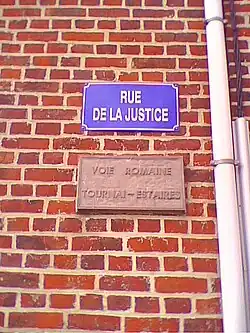 RUE
DE LA JUSTICE
VOIE ROMAINE
TOURNAI - ESTAIRES